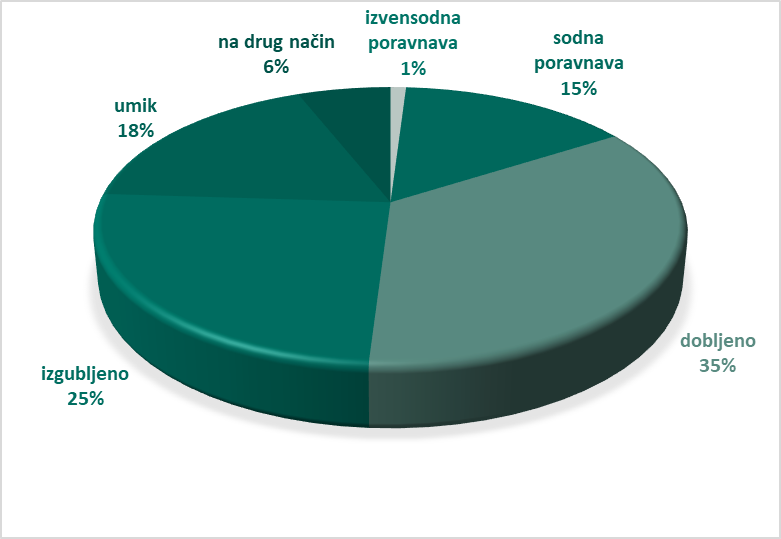 izvensodna
poravnava
1%
sodna
poravnava
15%
dobljeno
35%
izgubljeno
25%
umik
18%
na drug način
6%